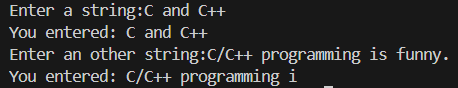 Enter a string:C and C++
You entered: C and C++
Enter an other string:C/C++ programming is funny.
You entered: C/C++ programming i